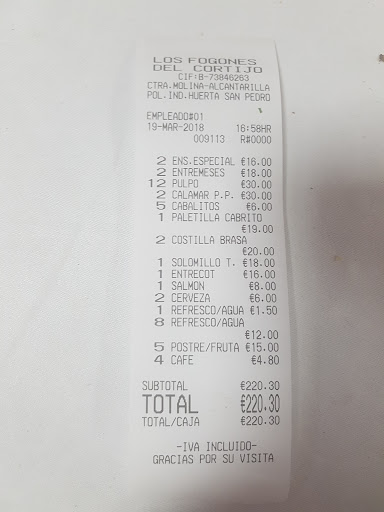 LOS FOGONES
DEL CORTIJO
CIF:B-73846263
CTRA.MOLINA-ALCANTARILLA
POL.IND.HUERTA SAN PEDRO
EMPLEADO#01
19-MAR-2018 16:58HR
009113 R#0000
2 ENS.ESPECIAL €16.00
2 ENTREMESES €18.00
12 PULPO €30.00
2 CALAMAR P.P. €30.00
5 CABALITOS €6.00
1 PALETILLA CABRITO
€19.00
2 COSTILLA BRASA
€20.00
1 SOLOMILLO T. €18.00
1 ENTRECOT €16.00
1 SALMON €8.00
2 CERVEZA €6.00
1 REFRESCO/AGUA €1.50
8 REFRESCO/AGUA
€12.00
5 POSTRE/FRUTA €15.00
4 CAFE €4.80
SUBTOTAL €220.30
TOTAL €220.30
TOTAL/CAJA €220.30
-IVA INCLUIDO-
GRACIAS POR SU VISITA